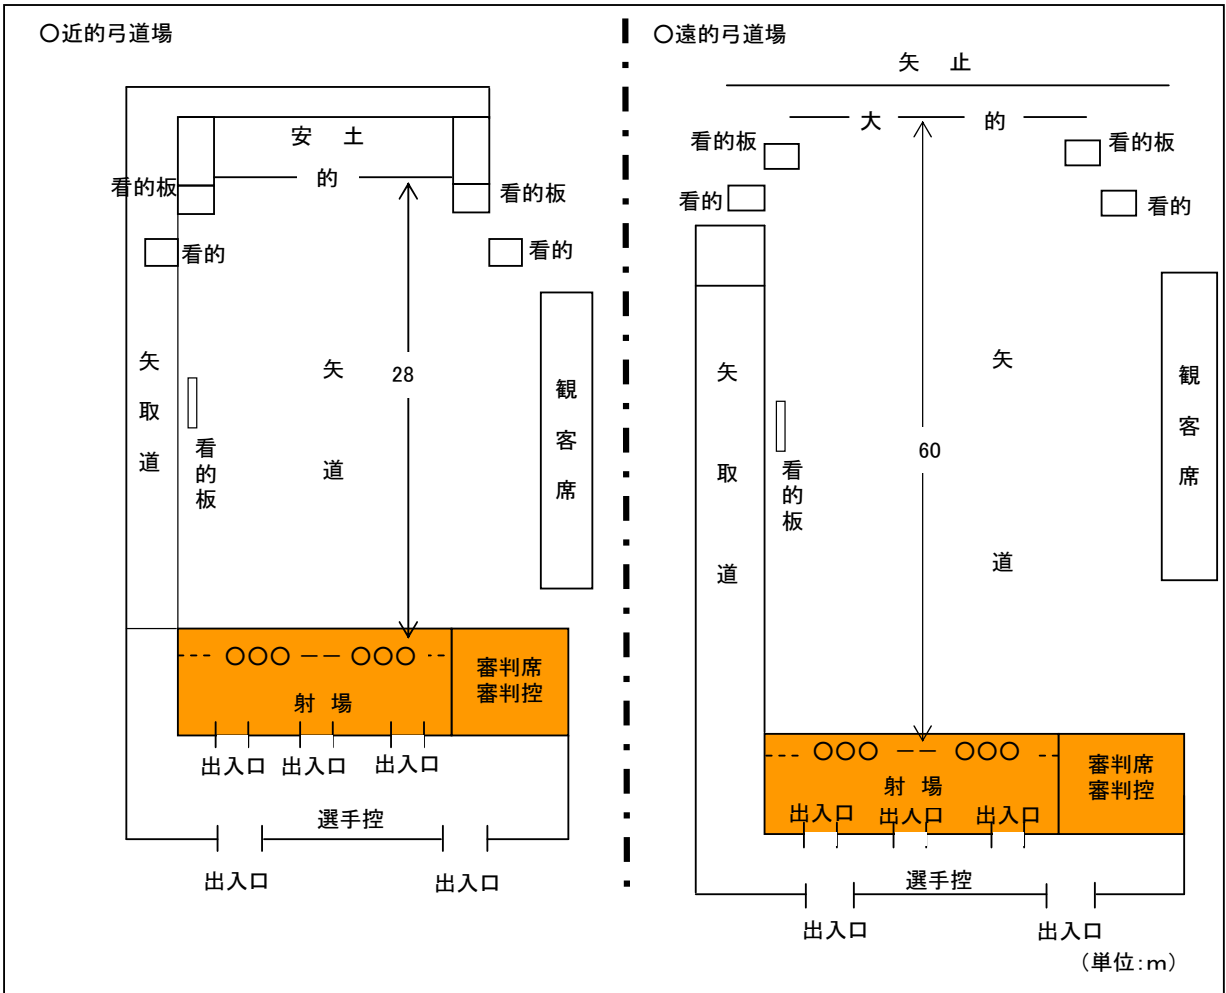 ○近的弓道場
安 土
的
看的板
看的板
看的
看的
矢取道
看的板
矢道
28
観客席
○○○ ―― ○○○
射 場
審判席
審判控
出入口 出入口 出入口
選手控
出入口
出入口
○遠的弓道場
矢 止
大 的
看的板
看的板
看的
看的
矢取道
看的板
60
矢道
観客席
○○○ ―― ○○○
射 場
審判席
審判控
出入口 出入口 出入口
選手控
出入口
出入口
（単位:ｍ）